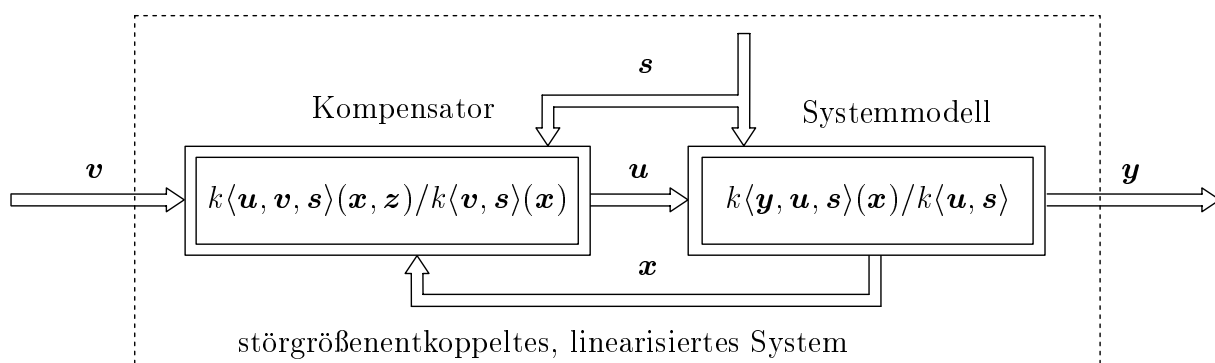 s
Kompensator
Systemmodell
v
u
y
k⟨u, v, s⟩(x, z)/k⟨v, s⟩(x)
k⟨y, u, s⟩(x)/k⟨u, s⟩
x
störgrößenentkoppeltes, linearisiertes System